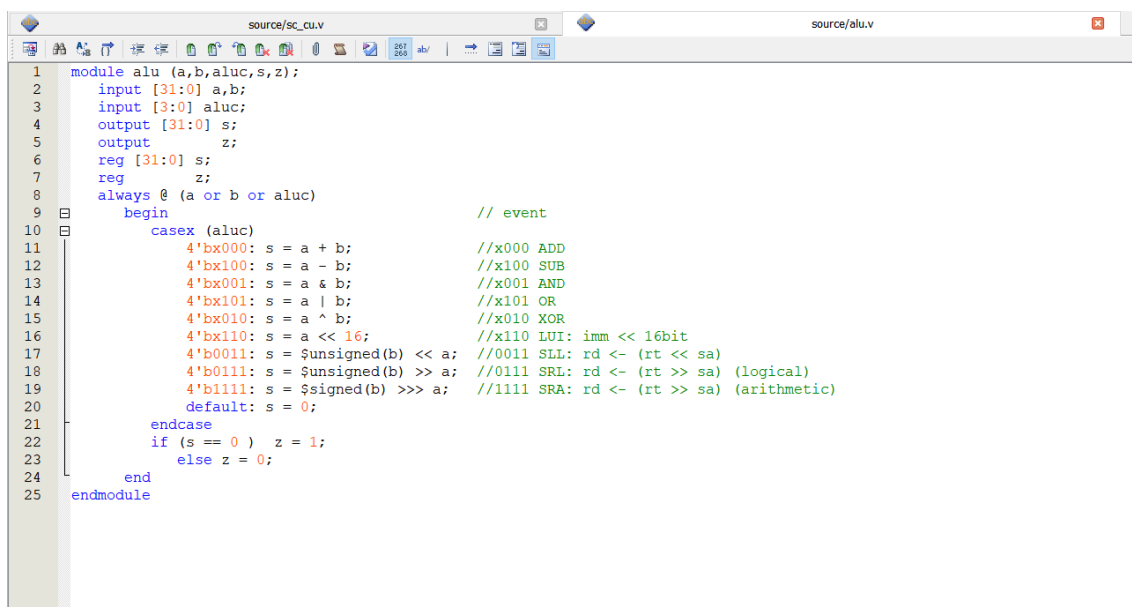 source/sc_cu.v
source/alu.v
267
268
ab/
1 module alu (a,b,aluc,s,z);
2 input [31:0] a,b;
3 input [3:0] aluc;
4 output [31:0] s;
5 output z;
6 reg [31:0] s;
7 reg z;
8 always @ (a or b or aluc)
9 begin // event
10 casex (aluc)
11 4'bx000: s = a + b; //x000 ADD
12 4'bx100: s = a - b; //x100 SUB
13 4'bx001: s = a & b; //x001 AND
14 4'bx101: s = a | b; //x101 OR
15 4'bx010: s = a ^ b; //x010 XOR
16 4'bx110: s = a << 16; //x110 LUI: imm << 16bit
17 4'b0011: s = $unsigned(b) << a; //0011 SLL: rd <- (rt << sa)
18 4'b0111: s = $unsigned(b) >> a; //0111 SRL: rd <- (rt >> sa) (logical)
19 4'b1111: s = $signed(b) >>> a; //1111 SRA: rd <- (rt >> sa) (arithmetic)
20 default: s = 0;
21 endcase
22 if (s == 0 ) z = 1;
23 else z = 0;
24 end
25 endmodule